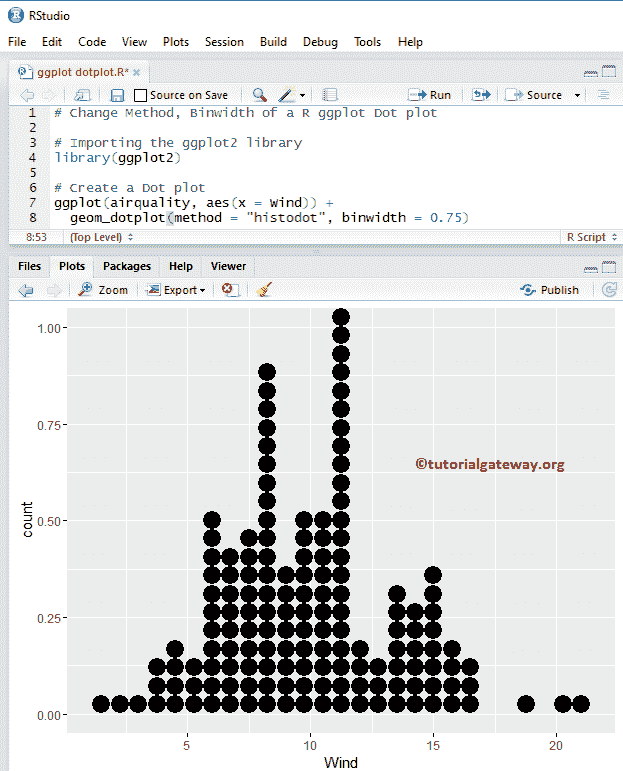 RStudio
File Edit Code View Plots Session Build Debug Tools Help
ggplot dotplot.R*
Source on Save Run Source
1 # Change Method, Binwidth of a R ggplot Dot plot
2
3 # Importing the ggplot2 library
4 library(ggplot2)
5
6 # Create a Dot plot
7 ggplot(airquality, aes(x = Wind)) +
8 geom_dotplot(method = "histodot", binwidth = 0.75)
8:53 (Top Level) R Script
Files Plots Packages Help Viewer
Zoom Export Publish
1.00
0.75
©tutorialgateway.org
0.50
count
0.25
0.00
5 10 15 20
Wind